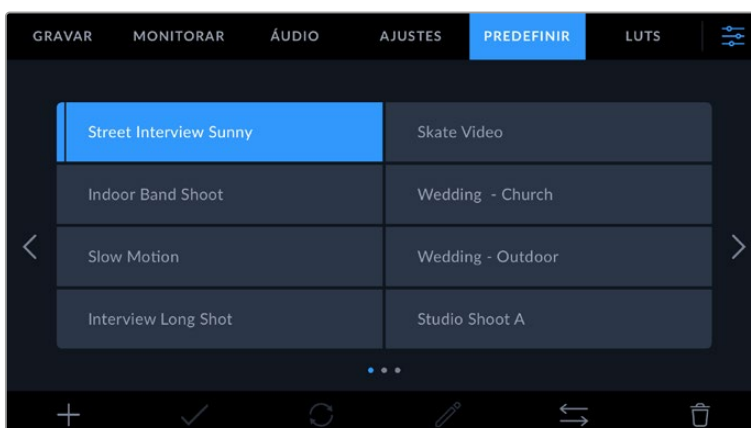 GRAVAR MONITORAR ÁUDIO AJUSTES PREDEFINIR LUTS
Street Interview Sunny
Skate Video
Indoor Band Shoot
Wedding - Church
Slow Motion
Wedding - Outdoor
Interview Long Shot
Studio Shoot A